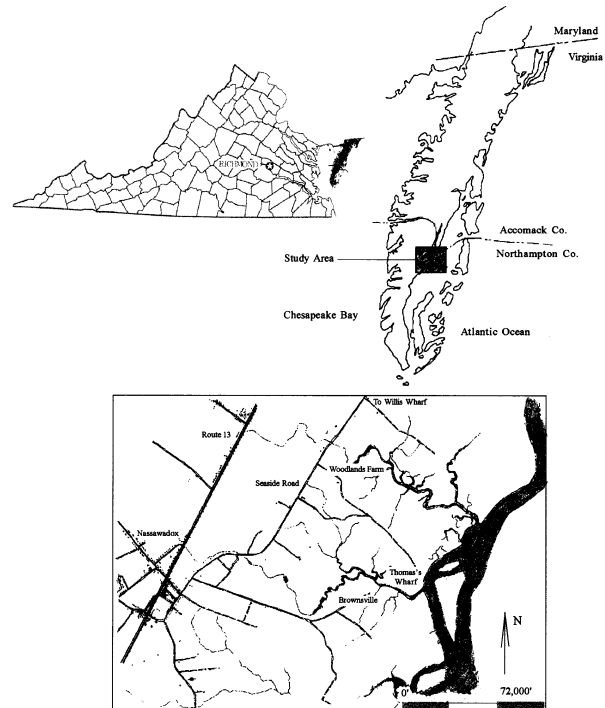 Maryland
Virginia
RICHMOND
Accomack Co.
Northampton Co.
Study Area
Chesapeake Bay
Atlantic Ocean
To Willis Wharf
Route 13
Woodlands Farm
Seaside Road
Nassawadox
Thomas's
Wharf
Brownsville
N
0'
72,000'